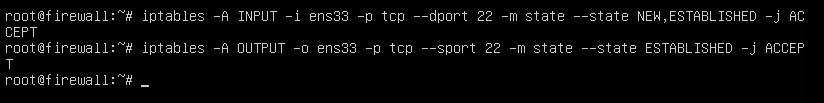 root@firewall:~# iptables -A INPUT -i ens33 -p tcp --dport 22 -m state --state NEW,ESTABLISHED -j AC
CEPT
root@firewall:~# iptables -A OUTPUT -o ens33 -p tcp --sport 22 -m state --state ESTABLISHED -j ACCEP
T
root@firewall:~# _